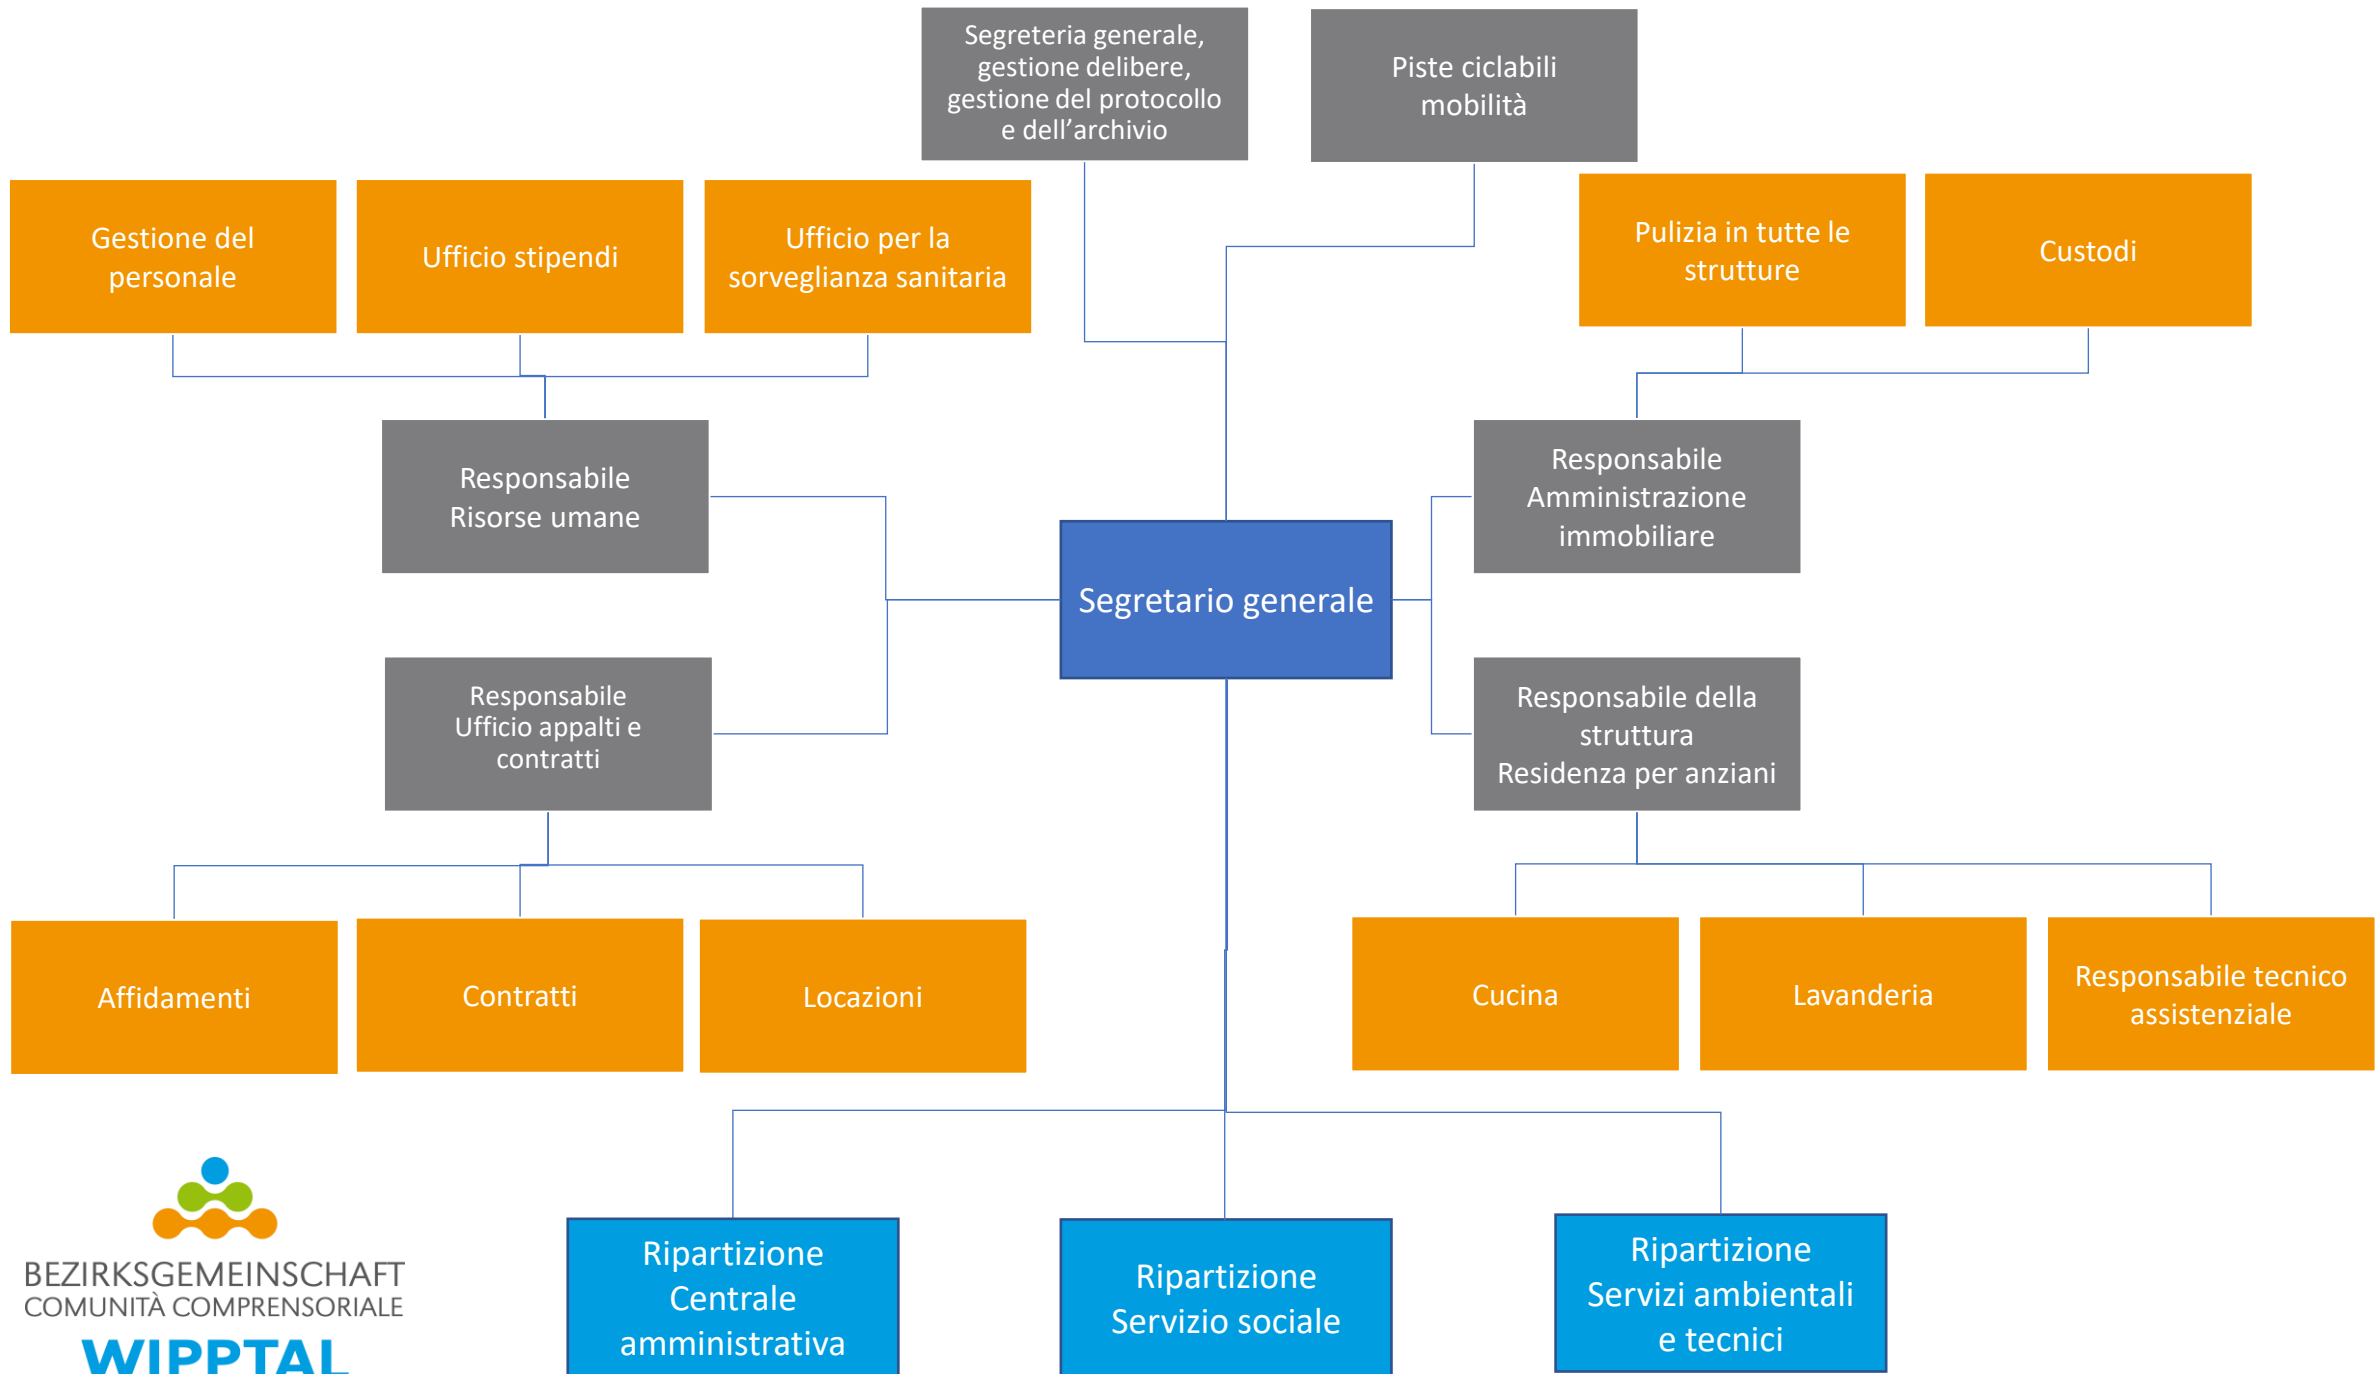 Segreteria generale,
gestione delibere,
gestione del protocollo
e dell’archivio
Piste ciclabili
mobilità
Gestione del
personale
Ufficio stipendi
Ufficio per la
sorveglianza sanitaria
Pulizia in tutte le
strutture
Custodi
Responsabile
Risorse umane
Responsabile
Amministrazione
immobiliare
Segretario generale
Responsabile
Ufficio appalti e
contratti
Responsabile della
struttura
Residenza per anziani
Affidamenti
Contratti
Locazioni
Cucina
Lavanderia
Responsabile tecnico
assistenziale
Ripartizione
Centrale
amministrativa
Ripartizione
Servizio sociale
Ripartizione
Servizi ambientali
e tecnici
BEZIRKSGEMEINSCHAFT
COMUNITÀ COMPRENSORIALE
WIPPTAL